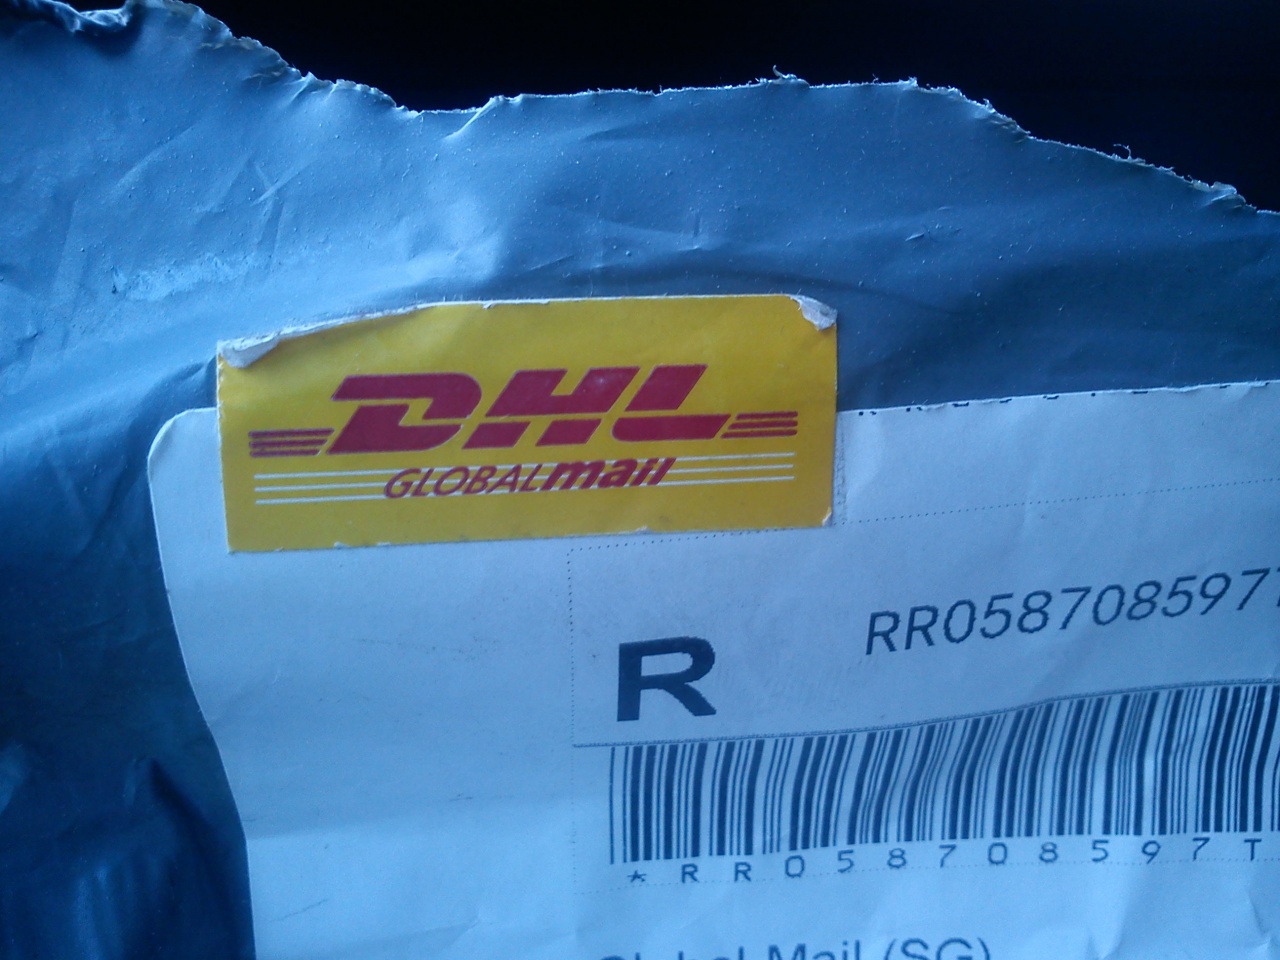 DHL
GLOBALmail
R
RR058708597
*RR058708597T
Global Mail (SG)